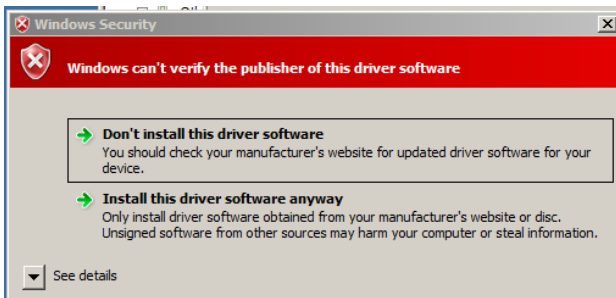 Windows Security
Windows can't verify the publisher of this driver software
Don't install this driver software
You should check your manufacturer's website for updated driver software for your
device.
Install this driver software anyway
Only install driver software obtained from your manufacturer's website or disc.
Unsigned software from other sources may harm your computer or steal information.
See details